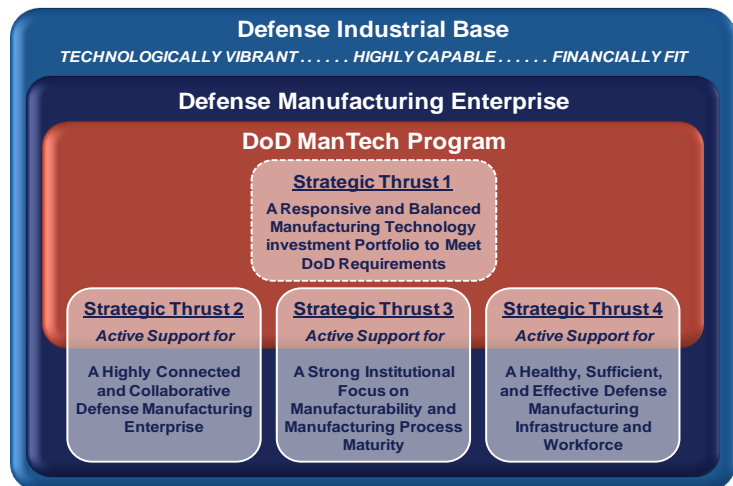 Defense Industrial Base
TECHNOLOGICALLY VIBRANT . . . . . . HIGHLY CAPABLE . . . . . . FINANCIALLY FIT
Defense Manufacturing Enterprise
DoD ManTech Program
Strategic Thrust 1
A Responsive and Balanced
Manufacturing Technology
investment Portfolio to Meet
DoD Requirements
Strategic Thrust 2
Active Support for
A Highly Connected
and Collaborative
Defense Manufacturing
Enterprise
Strategic Thrust 3
Active Support for
A Strong Institutional
Focus on
Manufacturability and
Manufacturing Process
Maturity
Strategic Thrust 4
Active Support for
A Healthy, Sufficient,
and Effective Defense
Manufacturing
Infrastructure and
Workforce